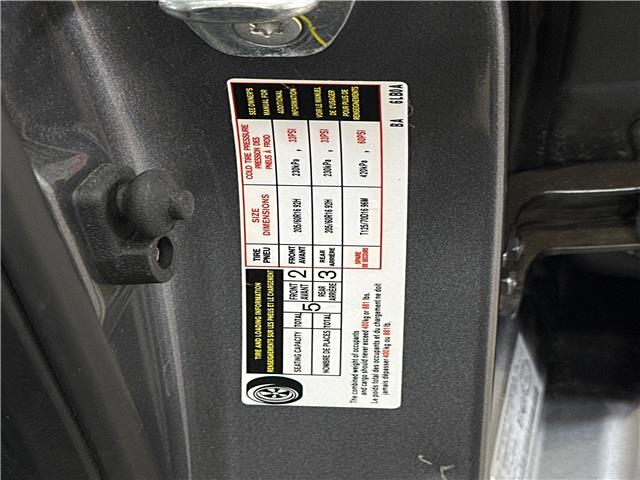 TIRE AND LOADING INFORMATION
RENSEIGNEMENTS SUR LES PNEUS ET LE CHARGEMENT
SEATING CAPACITY
NOMBRE DE PLACES
TOTAL
TOTAL
5
FRONT
AVANT
2
REAR
ARRIÈRE
3
The combined weight of occupants
and cargo should never exceed 400kg or 881 lbs.
Le poids total des occupants et du chargement ne doit
jamais dépasser 400 kg ou 881 lb.
TIRE
PNEU
SIZE
DIMENSIONS
COLD TIRE PRESSURE
PRESSION DES
PNEUS À FROID
FRONT
AVANT
205/60R16 92H
230kPa , 33PSI
REAR
ARRIÈRE
205/60R16 92H
230kPa , 33PSI
SPARE
DE SECOURS
T125/70D16 96M
420kPa , 60PSI
SEE OWNER'S
MANUAL FOR
ADDITIONAL
INFORMATION
VOIR LE MANUEL
DE L'USAGER
POUR PLUS DE
RENSEIGNEMENTS
BA 61B0A